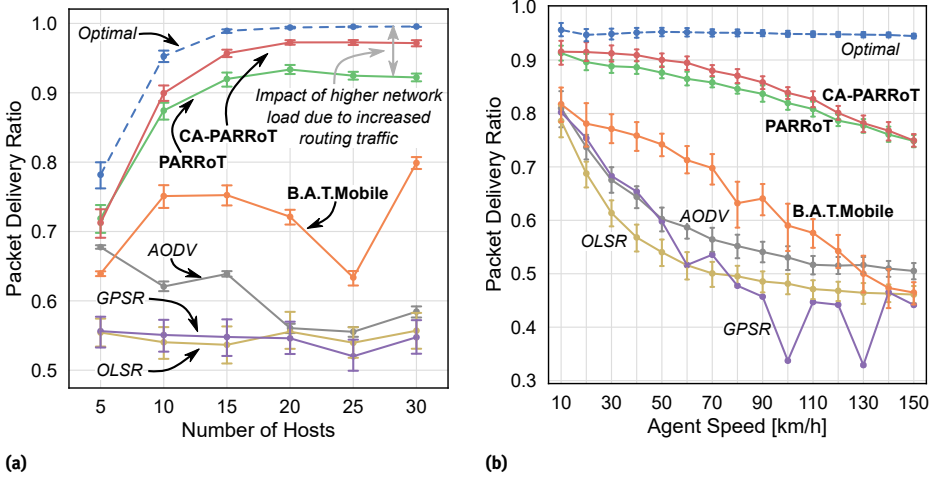 1.0
0.9
0.8
0.7
0.6
0.5
Packet Delivery Ratio
Optimal
CA-PARRoT
PARRoT
Impact of higher network
load due to increased
routing traffic
B.A.T.Mobile
AODV
GPSR
OLSR
5 10 15 20 25 30
Number of Hosts
(a)
1.0
0.9
0.8
0.7
0.6
0.5
0.4
0.3
Packet Delivery Ratio
Optimal
CA-PARRoT
PARRoT
B.A.T.Mobile
AODV
OLSR
GPSR
10 30 50 70 90 110 130 150
Agent Speed [km/h]
(b)